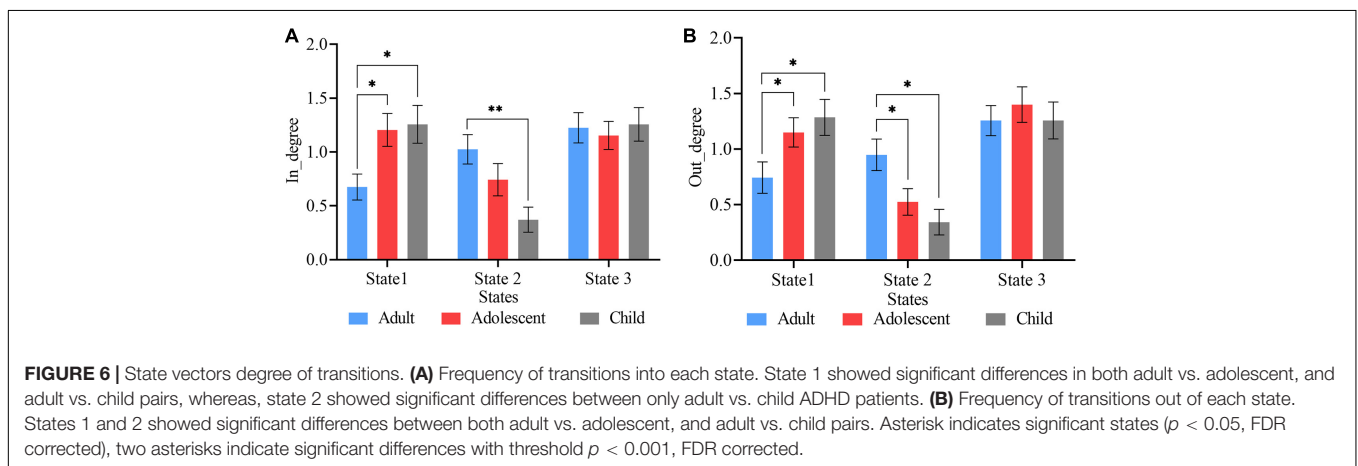 A
2.0
1.5
1.0
0.5
0.0
In_degree
*
*
**
State1
State 2
State 3
States
Adult
Adolescent
Child
B
2.0
1.5
1.0
0.5
0.0
Out_degree
*
*
*
*
State1
State 2
State 3
States
Adult
Adolescent
Child
FIGURE 6 | State vectors degree of transitions. (A) Frequency of transitions into each state. State 1 showed significant differences in both adult vs. adolescent, and
adult vs. child pairs, whereas, state 2 showed significant differences between only adult vs. child ADHD patients. (B) Frequency of transitions out of each state.
States 1 and 2 showed significant differences between both adult vs. adolescent, and adult vs. child pairs. Asterisk indicates significant states (p < 0.05, FDR
corrected), two asterisks indicate significant differences with threshold p < 0.001, FDR corrected.